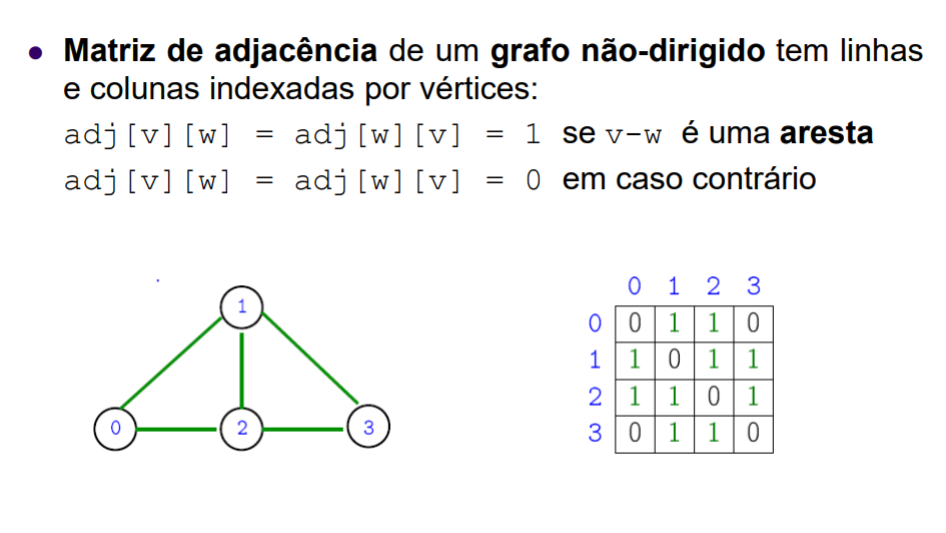 ● Matriz de adjacência de um grafo não-dirigido tem linhas
e colunas indexadas por vértices:
adj[v][w] = adj[w][v] = 1 se v-w é uma aresta
adj[v][w] = adj[w][v] = 0 em caso contrário
1
0 2 3
0 1 2 3
0 0 1 1 0
1 1 0 1 1
2 1 1 0 1
3 0 1 1 0